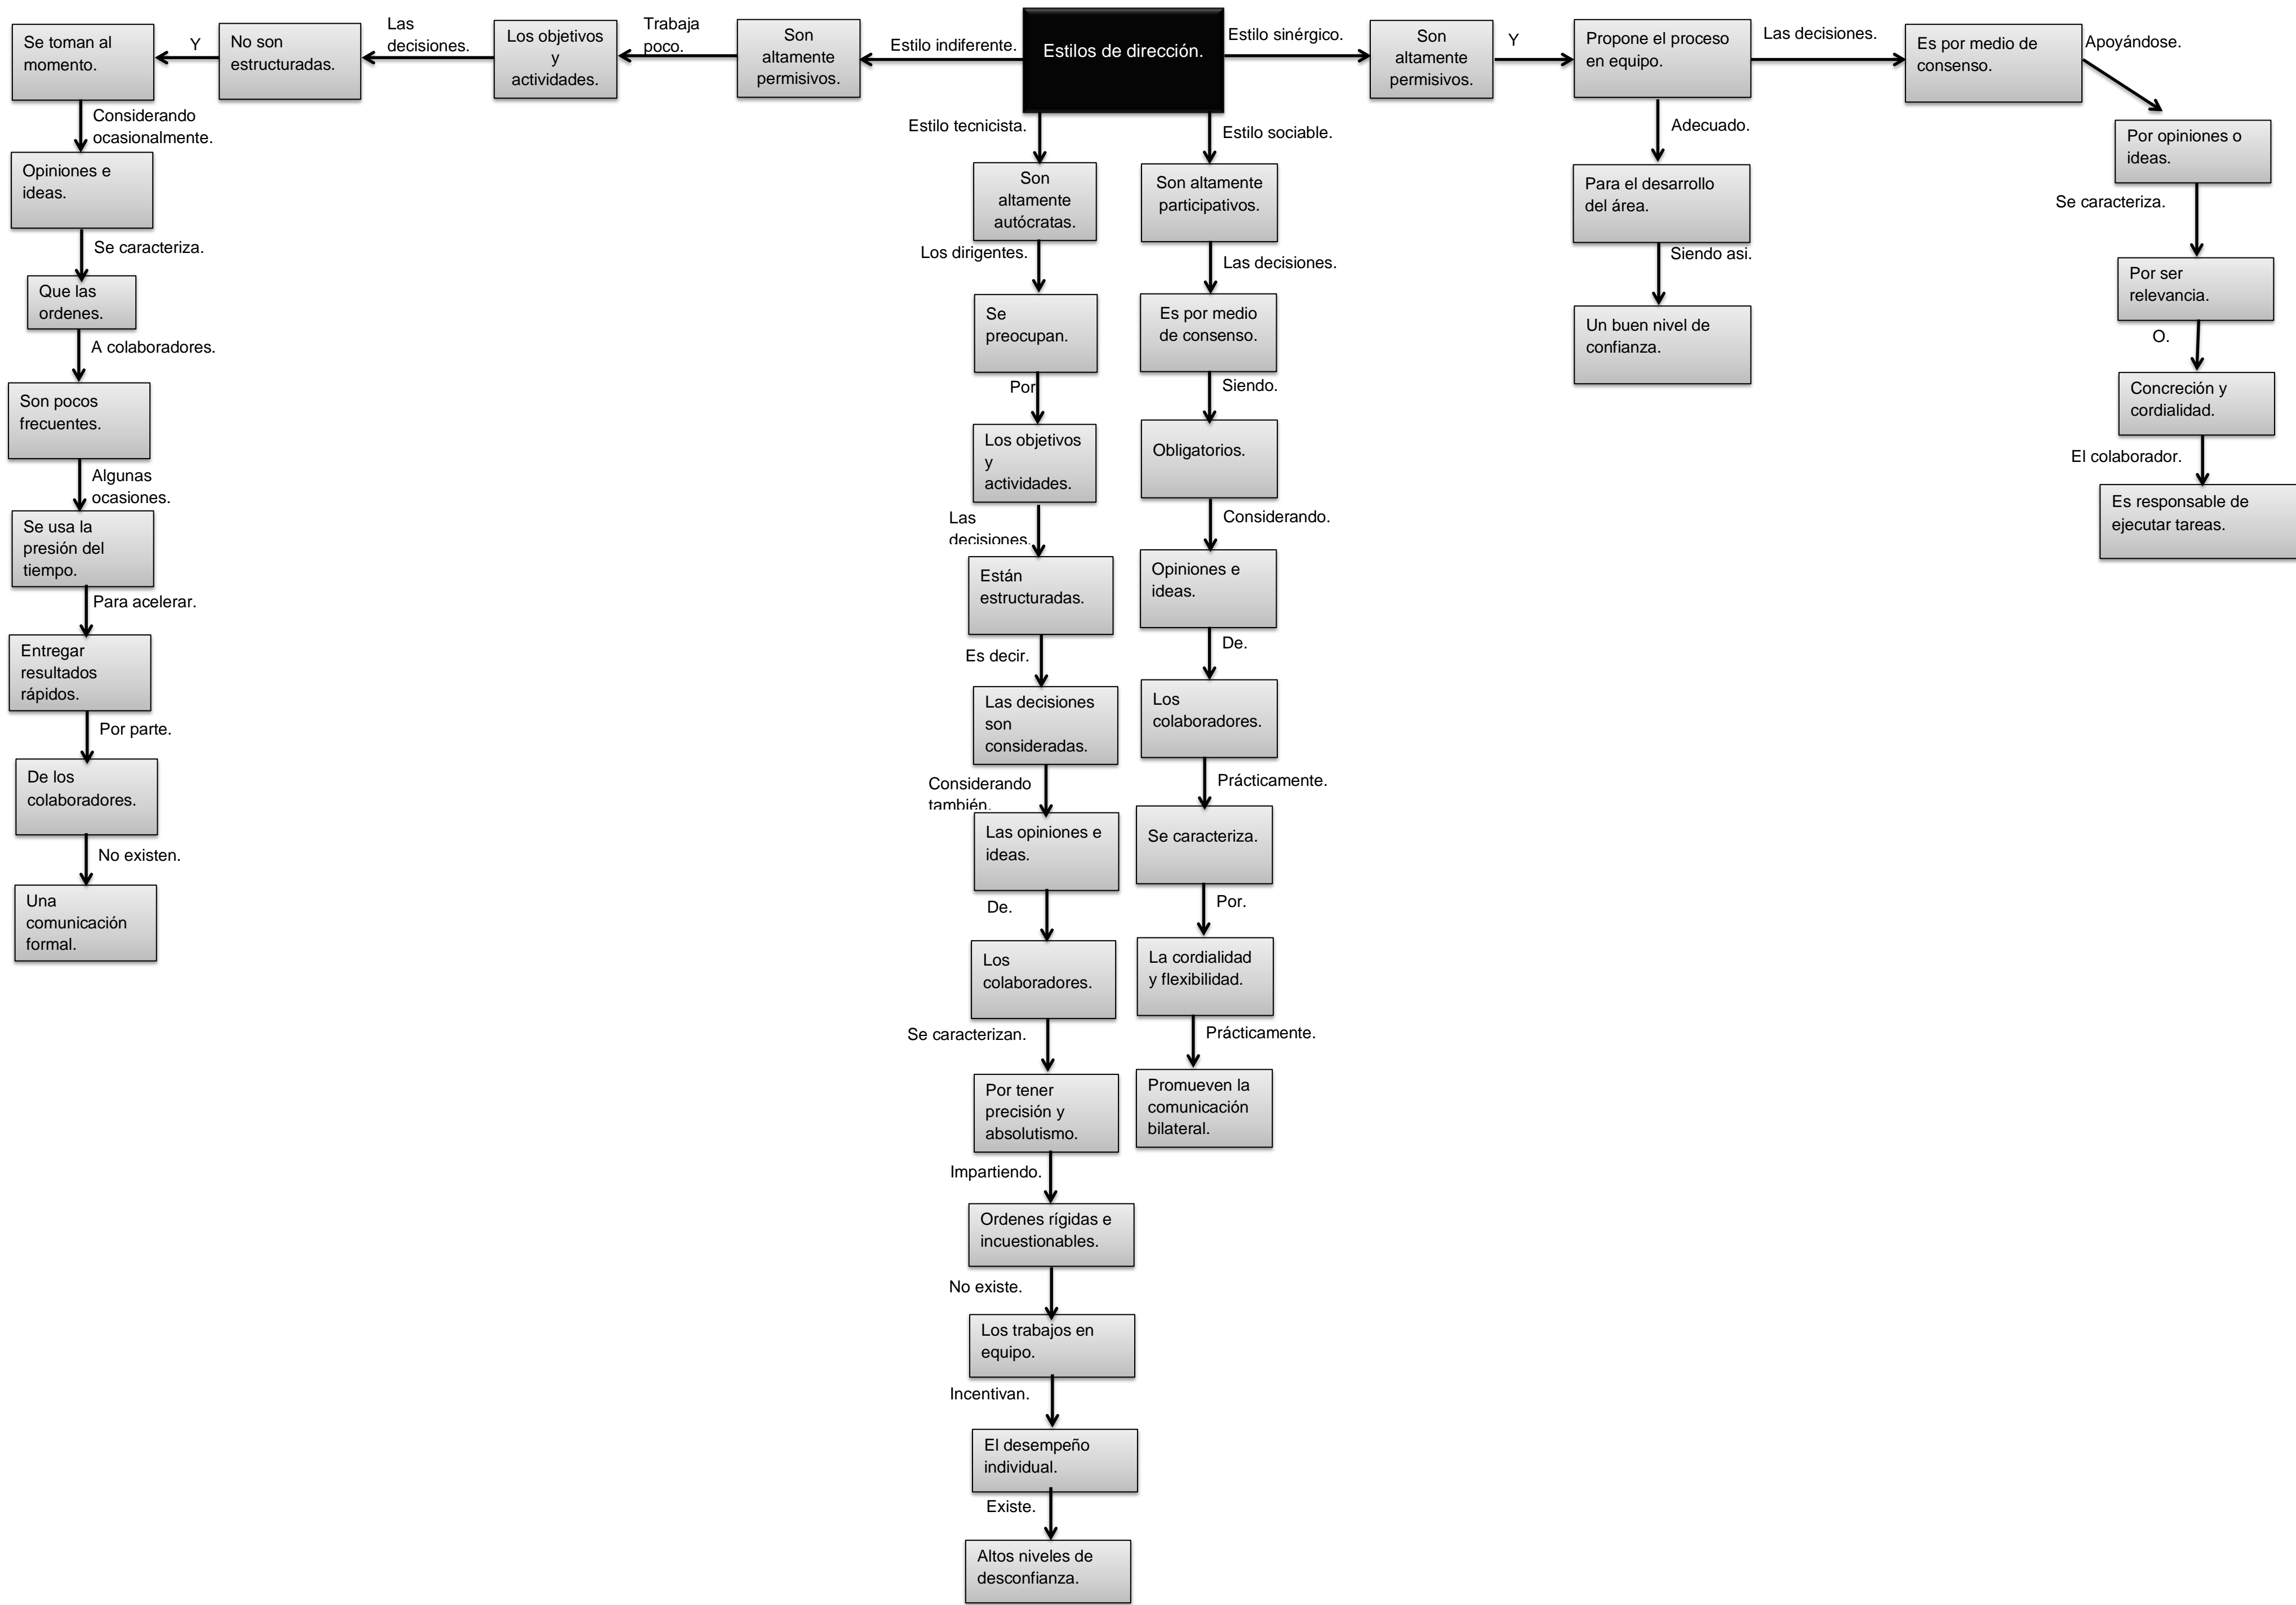 Estilos de dirección.
Estilo indiferente.
Son
altamente
permisivos.
Trabaja
poco.
Los objetivos
y
actividades.
Las
decisiones.
No son
estructuradas.
Y
Se toman al
momento.
Considerando
ocasionalmente.
Opiniones e
ideas.
Se caracteriza.
Que las
ordenes.
A colaboradores.
Son pocos
frecuentes.
Algunas
ocasiones.
Se usa la
presión del
tiempo.
Para acelerar.
Entregar
resultados
rápidos.
Por parte.
De los
colaboradores.
No existen.
Una
comunicación
formal.
Estilo tecnicista.
Son
altamente
autócratas.
Los dirigentes.
Se
preocupan.
Por
Los objetivos
y
actividades.
Las
decisiones.
Están
estructuradas.
Es decir.
Las decisiones
son
consideradas.
Considerando
también.
Las opiniones e
ideas.
De.
Los
colaboradores.
Se caracterizan.
Por tener
precisión y
absolutismo.
Impartiendo.
Ordenes rígidas e
incuestionables.
No existe.
Los trabajos en
equipo.
Incentivan.
El desempeño
individual.
Existe.
Altos niveles de
desconfianza.
Estilo sociable.
Son altamente
participativos.
Las decisiones.
Es por medio
de consenso.
Siendo.
Obligatorios.
Considerando.
Opiniones e
ideas.
De.
Los
colaboradores.
Prácticamente.
Se caracteriza.
Por.
La cordialidad
y flexibilidad.
Prácticamente.
Promueven la
comunicación
bilateral.
Estilo sinérgico.
Son
altamente
permisivos.
Y
Propone el proceso
en equipo.
Adecuado.
Para el desarrollo
del área.
Siendo asi.
Un buen nivel de
confianza.
Las decisiones.
Es por medio de
consenso.
Apoyándose.
Por opiniones o
ideas.
Se caracteriza.
Por ser
relevancia.
O.
Concreción y
cordialidad.
El colaborador.
Es responsable de
ejecutar tareas.